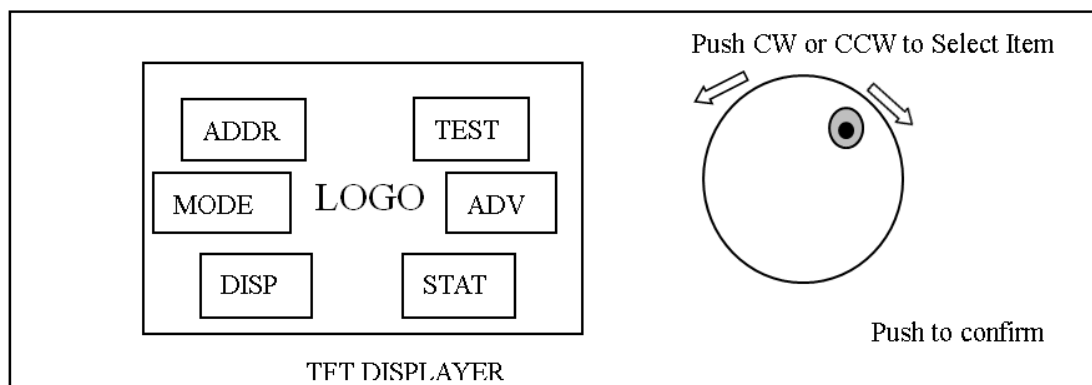 Push CW or CCW to Select Item
ADDR TEST
MODE LOGO ADV
DISP STAT
Push to confirm
TFT DISPLAYER